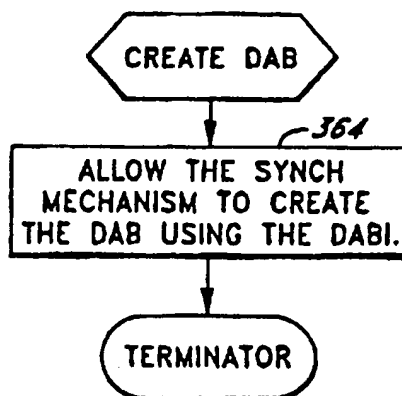 CREATE DAB
364
ALLOW THE SYNCH
MECHANISM TO CREATE
THE DAB USING THE DABI.
TERMINATOR